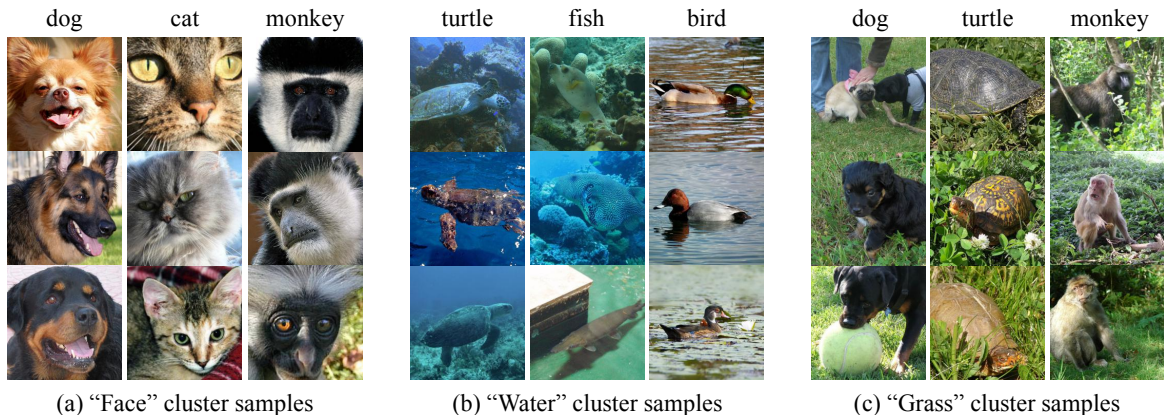 dog cat monkey turtle fish bird dog turtle monkey
(a) “Face” cluster samples (b) “Water” cluster samples (c) “Grass” cluster samples